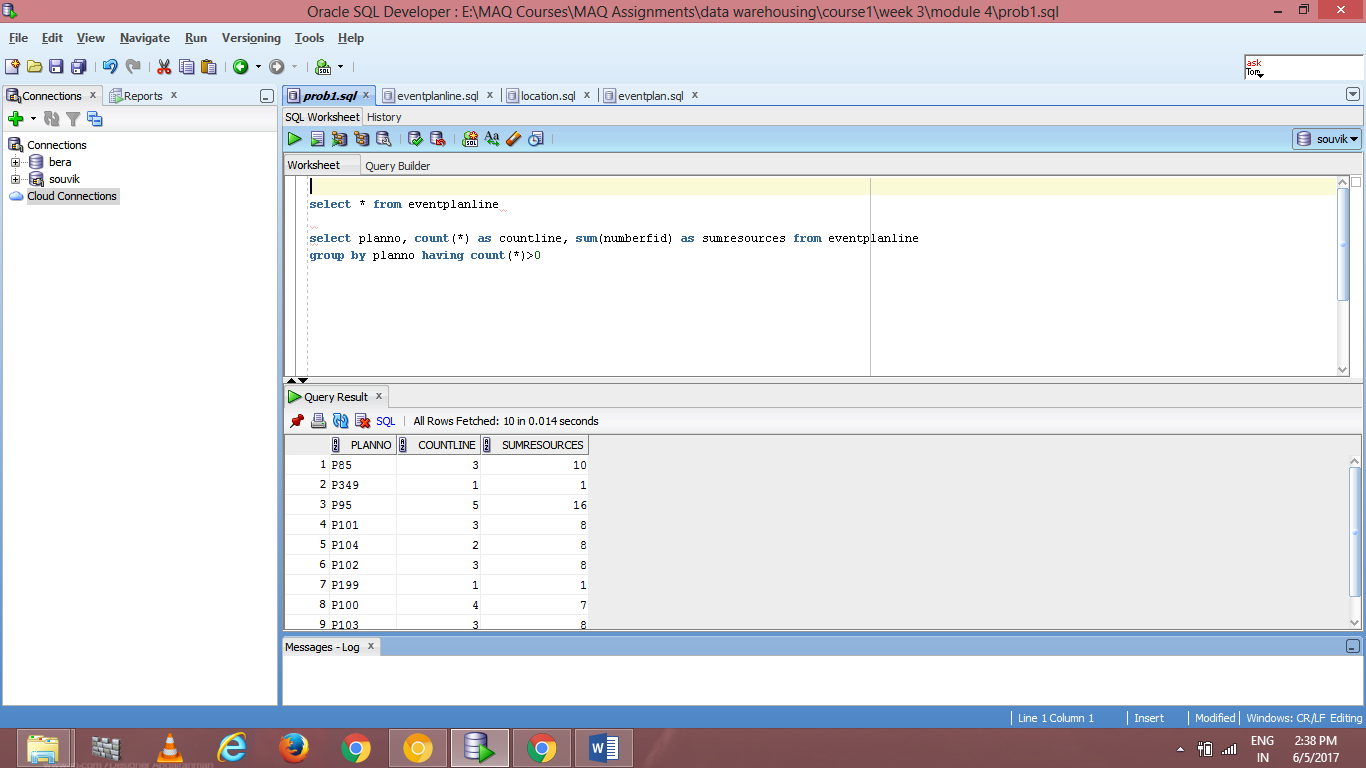 Oracle SQL Developer : E:\MAQ Courses\MAQ Assignments\data warehousing\course1\week 3\module 4\prob1.sql
File Edit View Navigate Run Versioning Tools Help
ask
Tom
Connections
Reports
prob1.sql
eventplanline.sql
location.sql
eventplan.sql
SQL Worksheet History
souvik
Worksheet Query Builder
Connections
bera
souvik
Cloud Connections
select * from eventplanline
select planno, count(*) as countline, sum(numberfld) as sumresources from eventplanline
group by planno having count(*)>0
Query Result
SQL All Rows Fetched: 10 in 0.014 seconds
PLANNO COUNTLINE SUMRESOURCES
1 P85 3 10
2 P349 1 1
3 P95 5 16
4 P101 3 8
5 P104 2 8
6 P102 3 8
7 P199 1 1
8 P100 4 7
9 P103 3 8
Messages - Log
Line 1 Column 1 Insert Modified Windows: CR/LF Editing
ENG
IN
2:38 PM
6/5/2017